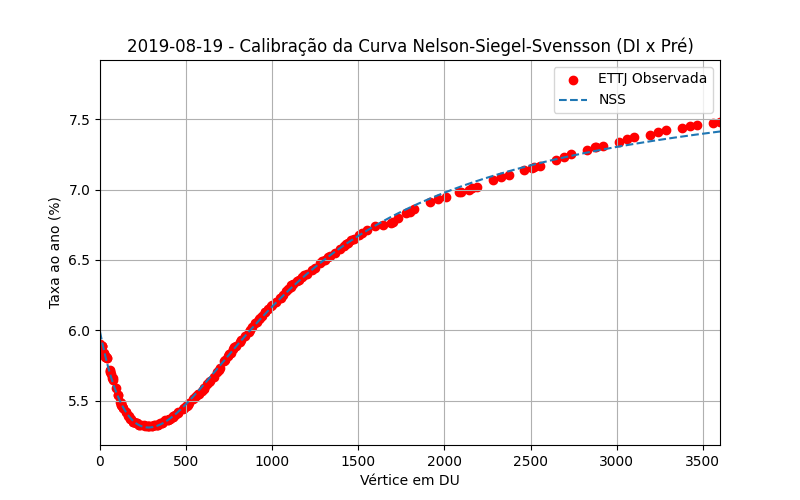 2019-08-19 - Calibração da Curva Nelson-Siegel-Svensson (DI x Pré)
ETTJ Observada
NSS
Taxa ao ano (%)
7.5
7.0
6.5
6.0
5.5
0 500 1000 1500 2000 2500 3000 3500
Vértice em DU